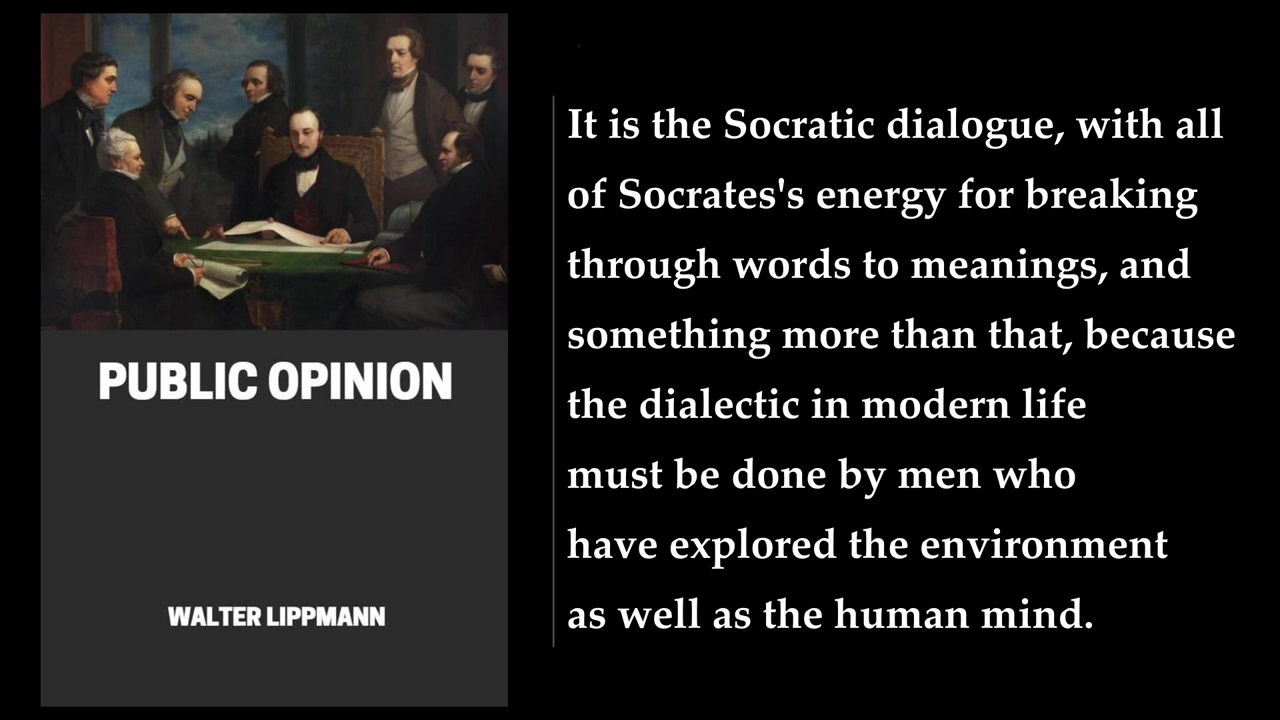 PUBLIC OPINION
WALTER LIPPMANN
It is the Socratic dialogue, with all
of Socrates's energy for breaking
through words to meanings, and
something more than that, because
the dialectic in modern life
must be done by men who
have explored the environment
as well as the human mind.